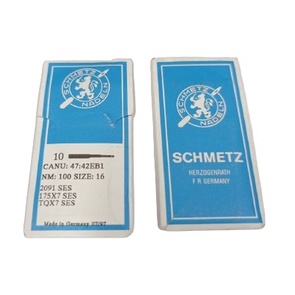 SCHMETZ
NADELN
10
CANU: 47:42EB1
NM: 100 SIZE: 16
2091 SES
175X7 SES
TQX7 SES
Made in Germany
SCHMETZ
NADELN
SCHMETZ
HERZOGENRATH
F R GERMANY